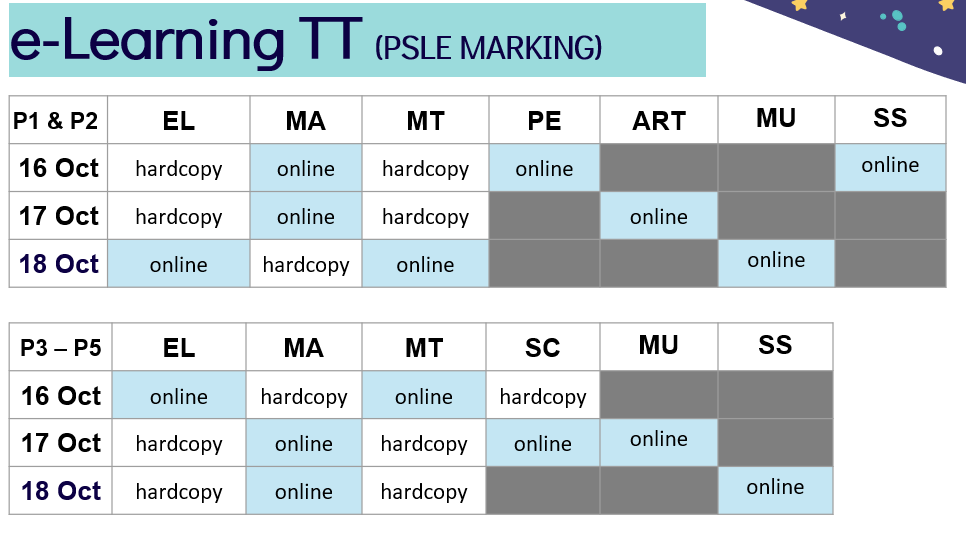 e-Learning TT (PSLE MARKING)
P1 & P2 EL MA MT PE ART MU SS
16 Oct hardcopy online hardcopy online online
17 Oct hardcopy online hardcopy online
18 Oct online hardcopy online online
P3 – P5 EL MA MT SC MU SS
16 Oct online hardcopy online hardcopy
17 Oct hardcopy online hardcopy online online
18 Oct hardcopy online hardcopy online